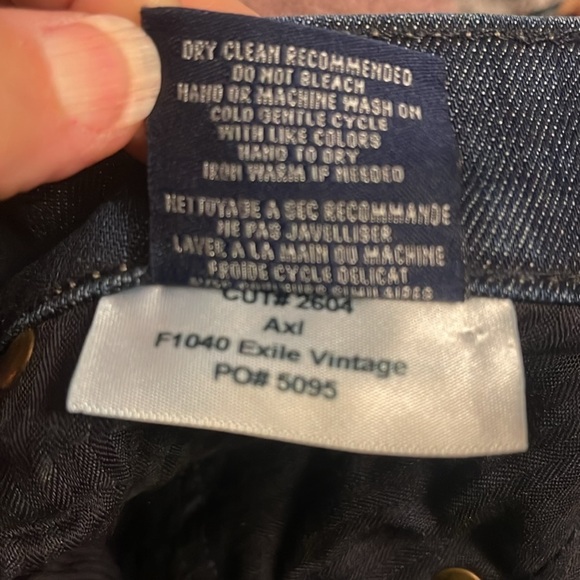 DRY CLEAN RECOMMENDED
DO NOT BLEACH
HAND OR MACHINE WASH ON
COLD GENTLE CYCLE
WITH LIKE COLORS
HANG TO DRY
IRON WARM IF NEEDED
NETTOYAGE A SEC RECOMMANDE
NE PAS JAVELLISER
LAVER A LA MAIN OU MACHINE
FROIDE CYCLE DELICAT
CUT# 2604
Axl
F1040 Exile Vintage
PO# 5095